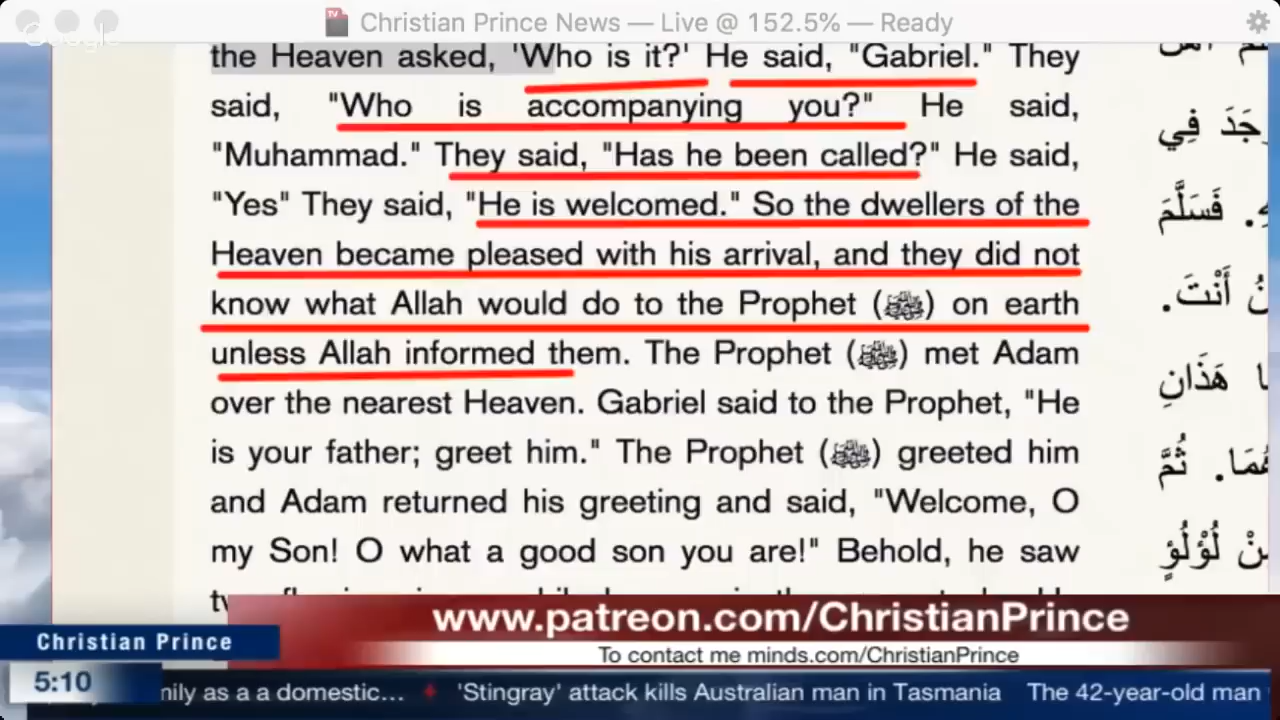 Christian Prince News — Live @ 152.5% — Ready
Google
the Heaven asked, 'Who is it?' He said, "Gabriel." They
said, "Who is accompanying you?" He said,
"Muhammad." They said, "Has he been called?" He said,
"Yes" They said, "He is welcomed." So the dwellers of the
Heaven became pleased with his arrival, and they did not
know what Allah would do to the Prophet (ﷺ) on earth
unless Allah informed them. The Prophet (ﷺ) met Adam
over the nearest Heaven. Gabriel said to the Prophet, "He
is your father; greet him." The Prophet (ﷺ) greeted him
and Adam returned his greeting and said, "Welcome, O
my Son! O what a good son you are!" Behold, he saw
جَدَ فِي
فَسَلَّمَ
أَنْتَ.
هَذَانِ
هُمَا. ثُمَّ
لُؤْلُؤٍ
www.patreon.com/ChristianPrince
To contact me minds.com/ChristianPrince
Christian Prince
5:10
mily as a a domestic... 'Stingray' attack kills Australian man in Tasmania The 42-year-old man